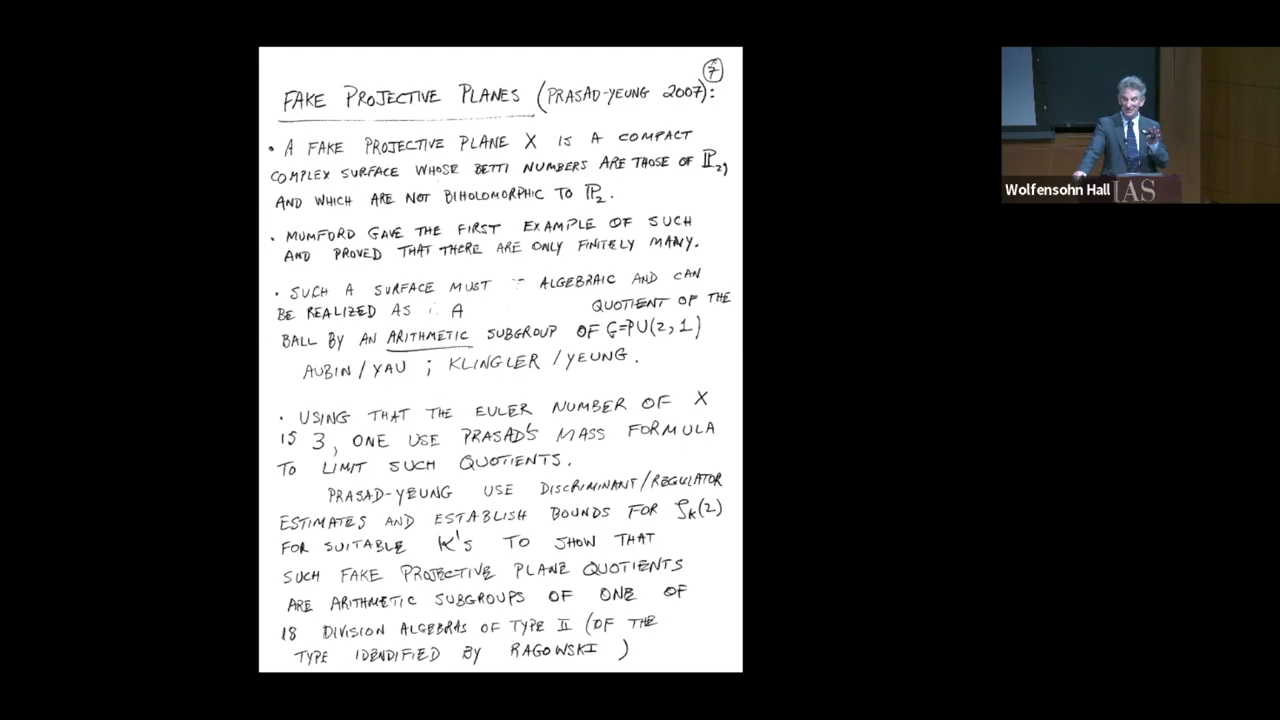 7
FAKE PROJECTIVE PLANES (PRASAD-YEUNG 2007):
• A FAKE PROJECTIVE PLANE X IS A COMPACT
COMPLEX SURFACE WHOSE BETTI NUMBERS ARE THOSE OF ℙ₂,
AND WHICH ARE NOT BIHOLOMORPHIC TO ℙ₂.
• MUMFORD GAVE THE FIRST EXAMPLE OF SUCH
AND PROVED THAT THERE ARE ONLY FINITELY MANY.
• SUCH A SURFACE MUST ALGEBRAIC AND CAN
BE REALIZED AS A QUOTIENT OF THE
BALL BY AN ARITHMETIC SUBGROUP OF G=PU(2,1)
AUBIN/YAU ; KLINGLER/YEUNG.
• USING THAT THE EULER NUMBER OF X
IS 3, ONE USE PRASAD'S MASS FORMULA
TO LIMIT SUCH QUOTIENTS.
PRASAD-YEUNG USE DISCRIMINANT/REGULATOR
ESTIMATES AND ESTABLISH BOUNDS FOR ζ_K(2)
FOR SUITABLE K'S TO SHOW THAT
SUCH FAKE PROJECTIVE PLANE QUOTIENTS
ARE ARITHMETIC SUBGROUPS OF ONE OF
18 DIVISION ALGEBRAS OF TYPE II (OF THE
TYPE IDENDIFIED BY RAGOWSKI)
Wolfensohn Hall
IAS